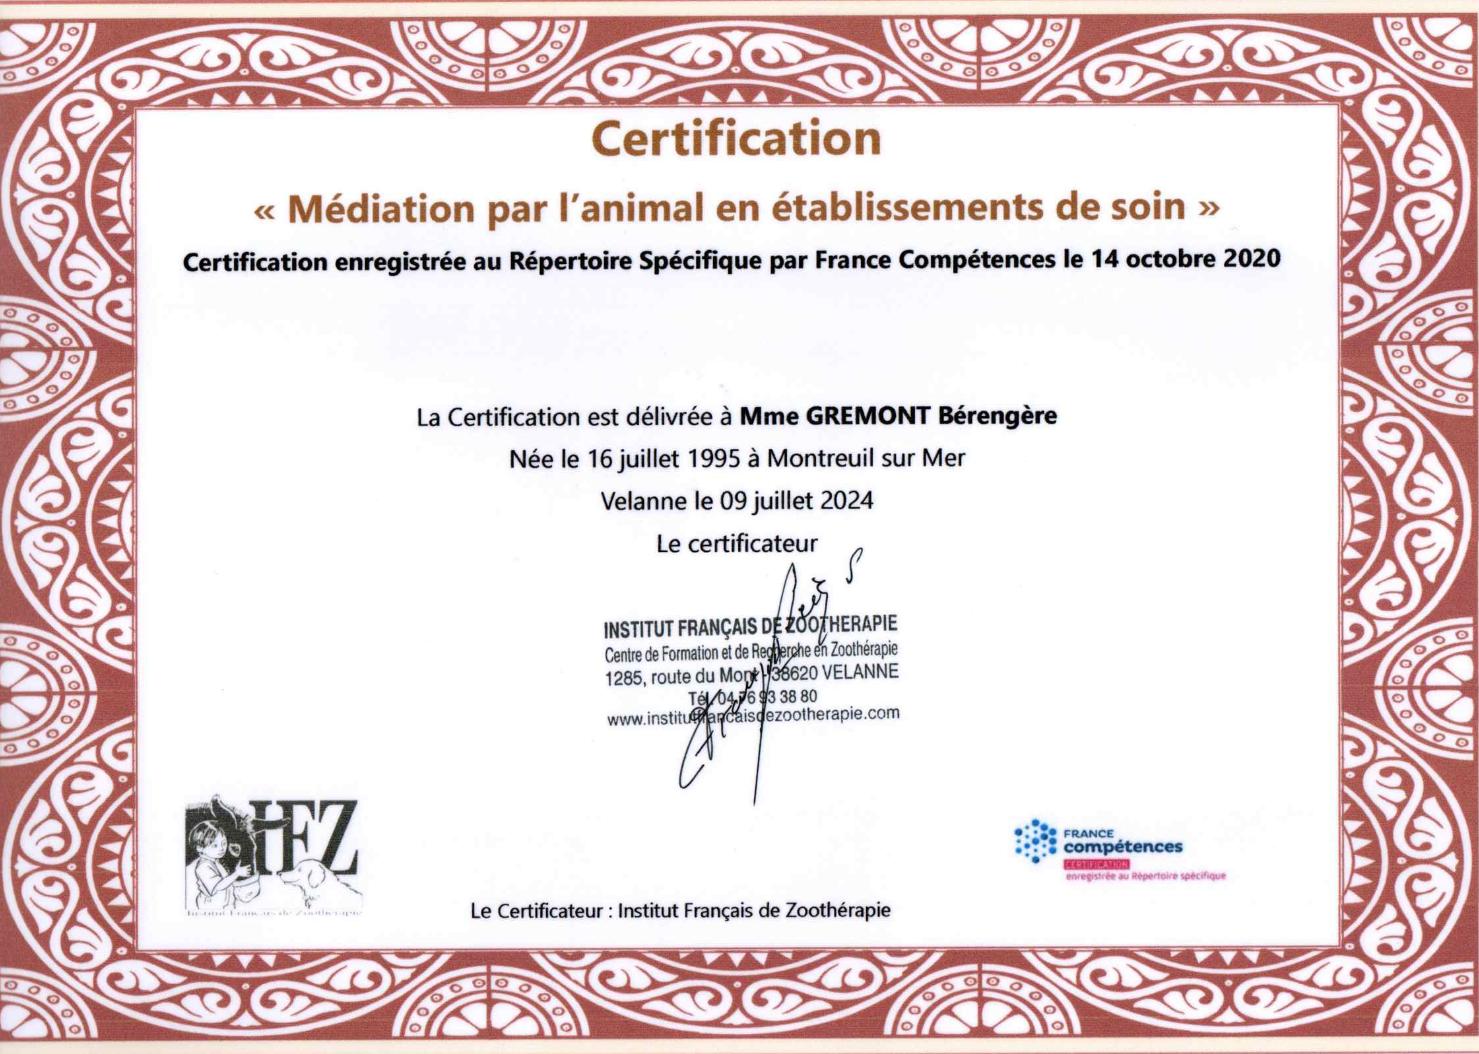 Certification
« Médiation par l'animal en établissements de soin »
Certification enregistrée au Répertoire Spécifique par France Compétences le 14 octobre 2020
La Certification est délivrée à Mme GREMONT Bérengère
Née le 16 juillet 1995 à Montreuil sur Mer
Velanne le 09 juillet 2024
Le certificateur
INSTITUT FRANÇAIS DE ZOOTHERAPIE
Centre de Formation et de Recherche en Zoothérapie
1285, route du Mont - 38620 VELANNE
Tél. 04 76 93 38 80
www.institutfrancaisdezootherapie.com
IFZ
Institut Français de Zoothérapie
FRANCE
compétences
CERTIFICATION
enregistrée au Répertoire spécifique
Le Certificateur : Institut Français de Zoothérapie